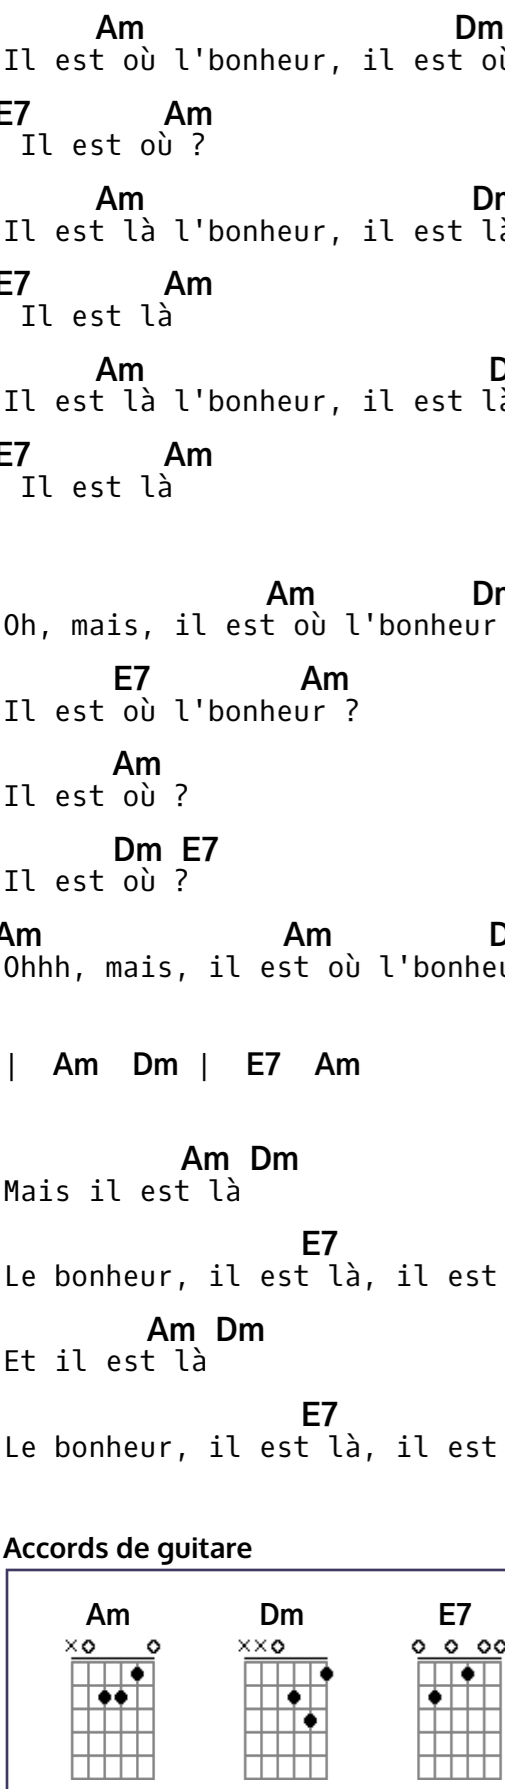 Am Dm
Il est où l'bonheur, il est où
E7 Am
Il est où ?
Am
Il est là l'bonheur, il est là
E7 Am
Il est là
Am
Il est là l'bonheur, il est là
E7 Am
Il est là
Am
Oh, mais, il est où l'bonheur
E7 Am
Il est où l'bonheur ?
Am
Il est où ?
Dm E7
Il est où ?
Am Am
Ohhh, mais, il est où
| Am Dm | E7 Am
Am Dm
Mais il est là
E7
Le bonheur, il est là, il est
Am Dm
Et il est là
E7
Le bonheur, il est là, il est
Accords de guitare
Am Dm E7